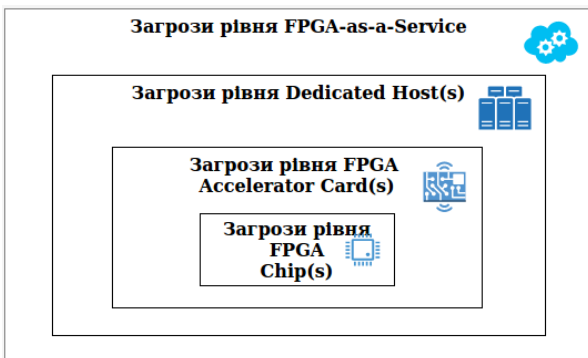 Загрози рівня FPGA-as-a-Service
Загрози рівня Dedicated Host(s)
Загрози рівня FPGA
Accelerator Card(s)
Загрози рівня
FPGA
Chip(s)